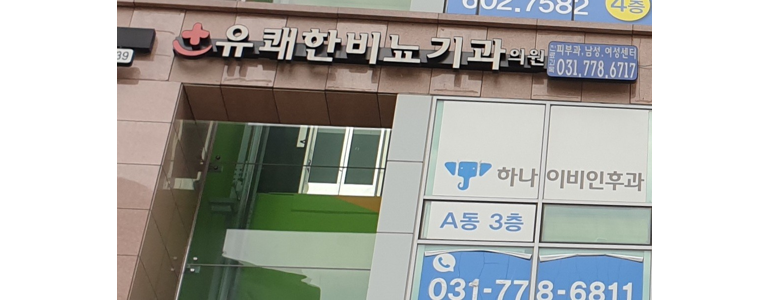 602.7582 4층
유쾌한비뇨기과의원
피부과,남성,여성센터
031.778.6717
39
하나 이비인후과
A동 3층
031-778-6811